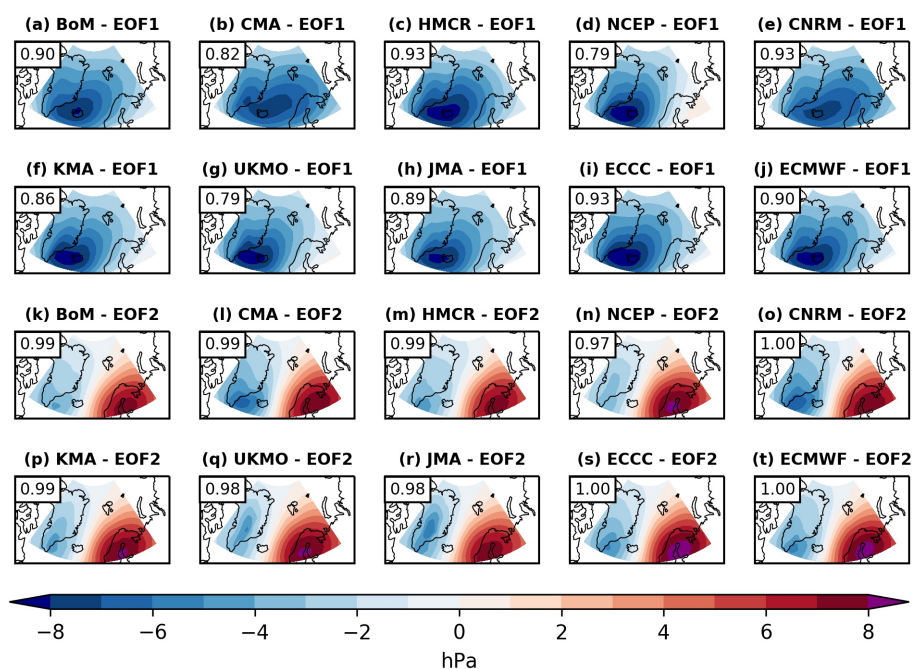 (a) BoM - EOF1 (b) CMA - EOF1 (c) HMCR - EOF1 (d) NCEP - EOF1 (e) CNRM - EOF1
0.90 0.82 0.93 0.79 0.93
(f) KMA - EOF1 (g) UKMO - EOF1 (h) JMA - EOF1 (i) ECCC - EOF1 (j) ECMWF - EOF1
0.86 0.79 0.89 0.93 0.90
(k) BoM - EOF2 (l) CMA - EOF2 (m) HMCR - EOF2 (n) NCEP - EOF2 (o) CNRM - EOF2
0.99 0.99 0.99 0.97 1.00
(p) KMA - EOF2 (q) UKMO - EOF2 (r) JMA - EOF2 (s) ECCC - EOF2 (t) ECMWF - EOF2
0.99 0.98 0.98 1.00 1.00
−8 −6 −4 −2 0 2 4 6 8
hPa